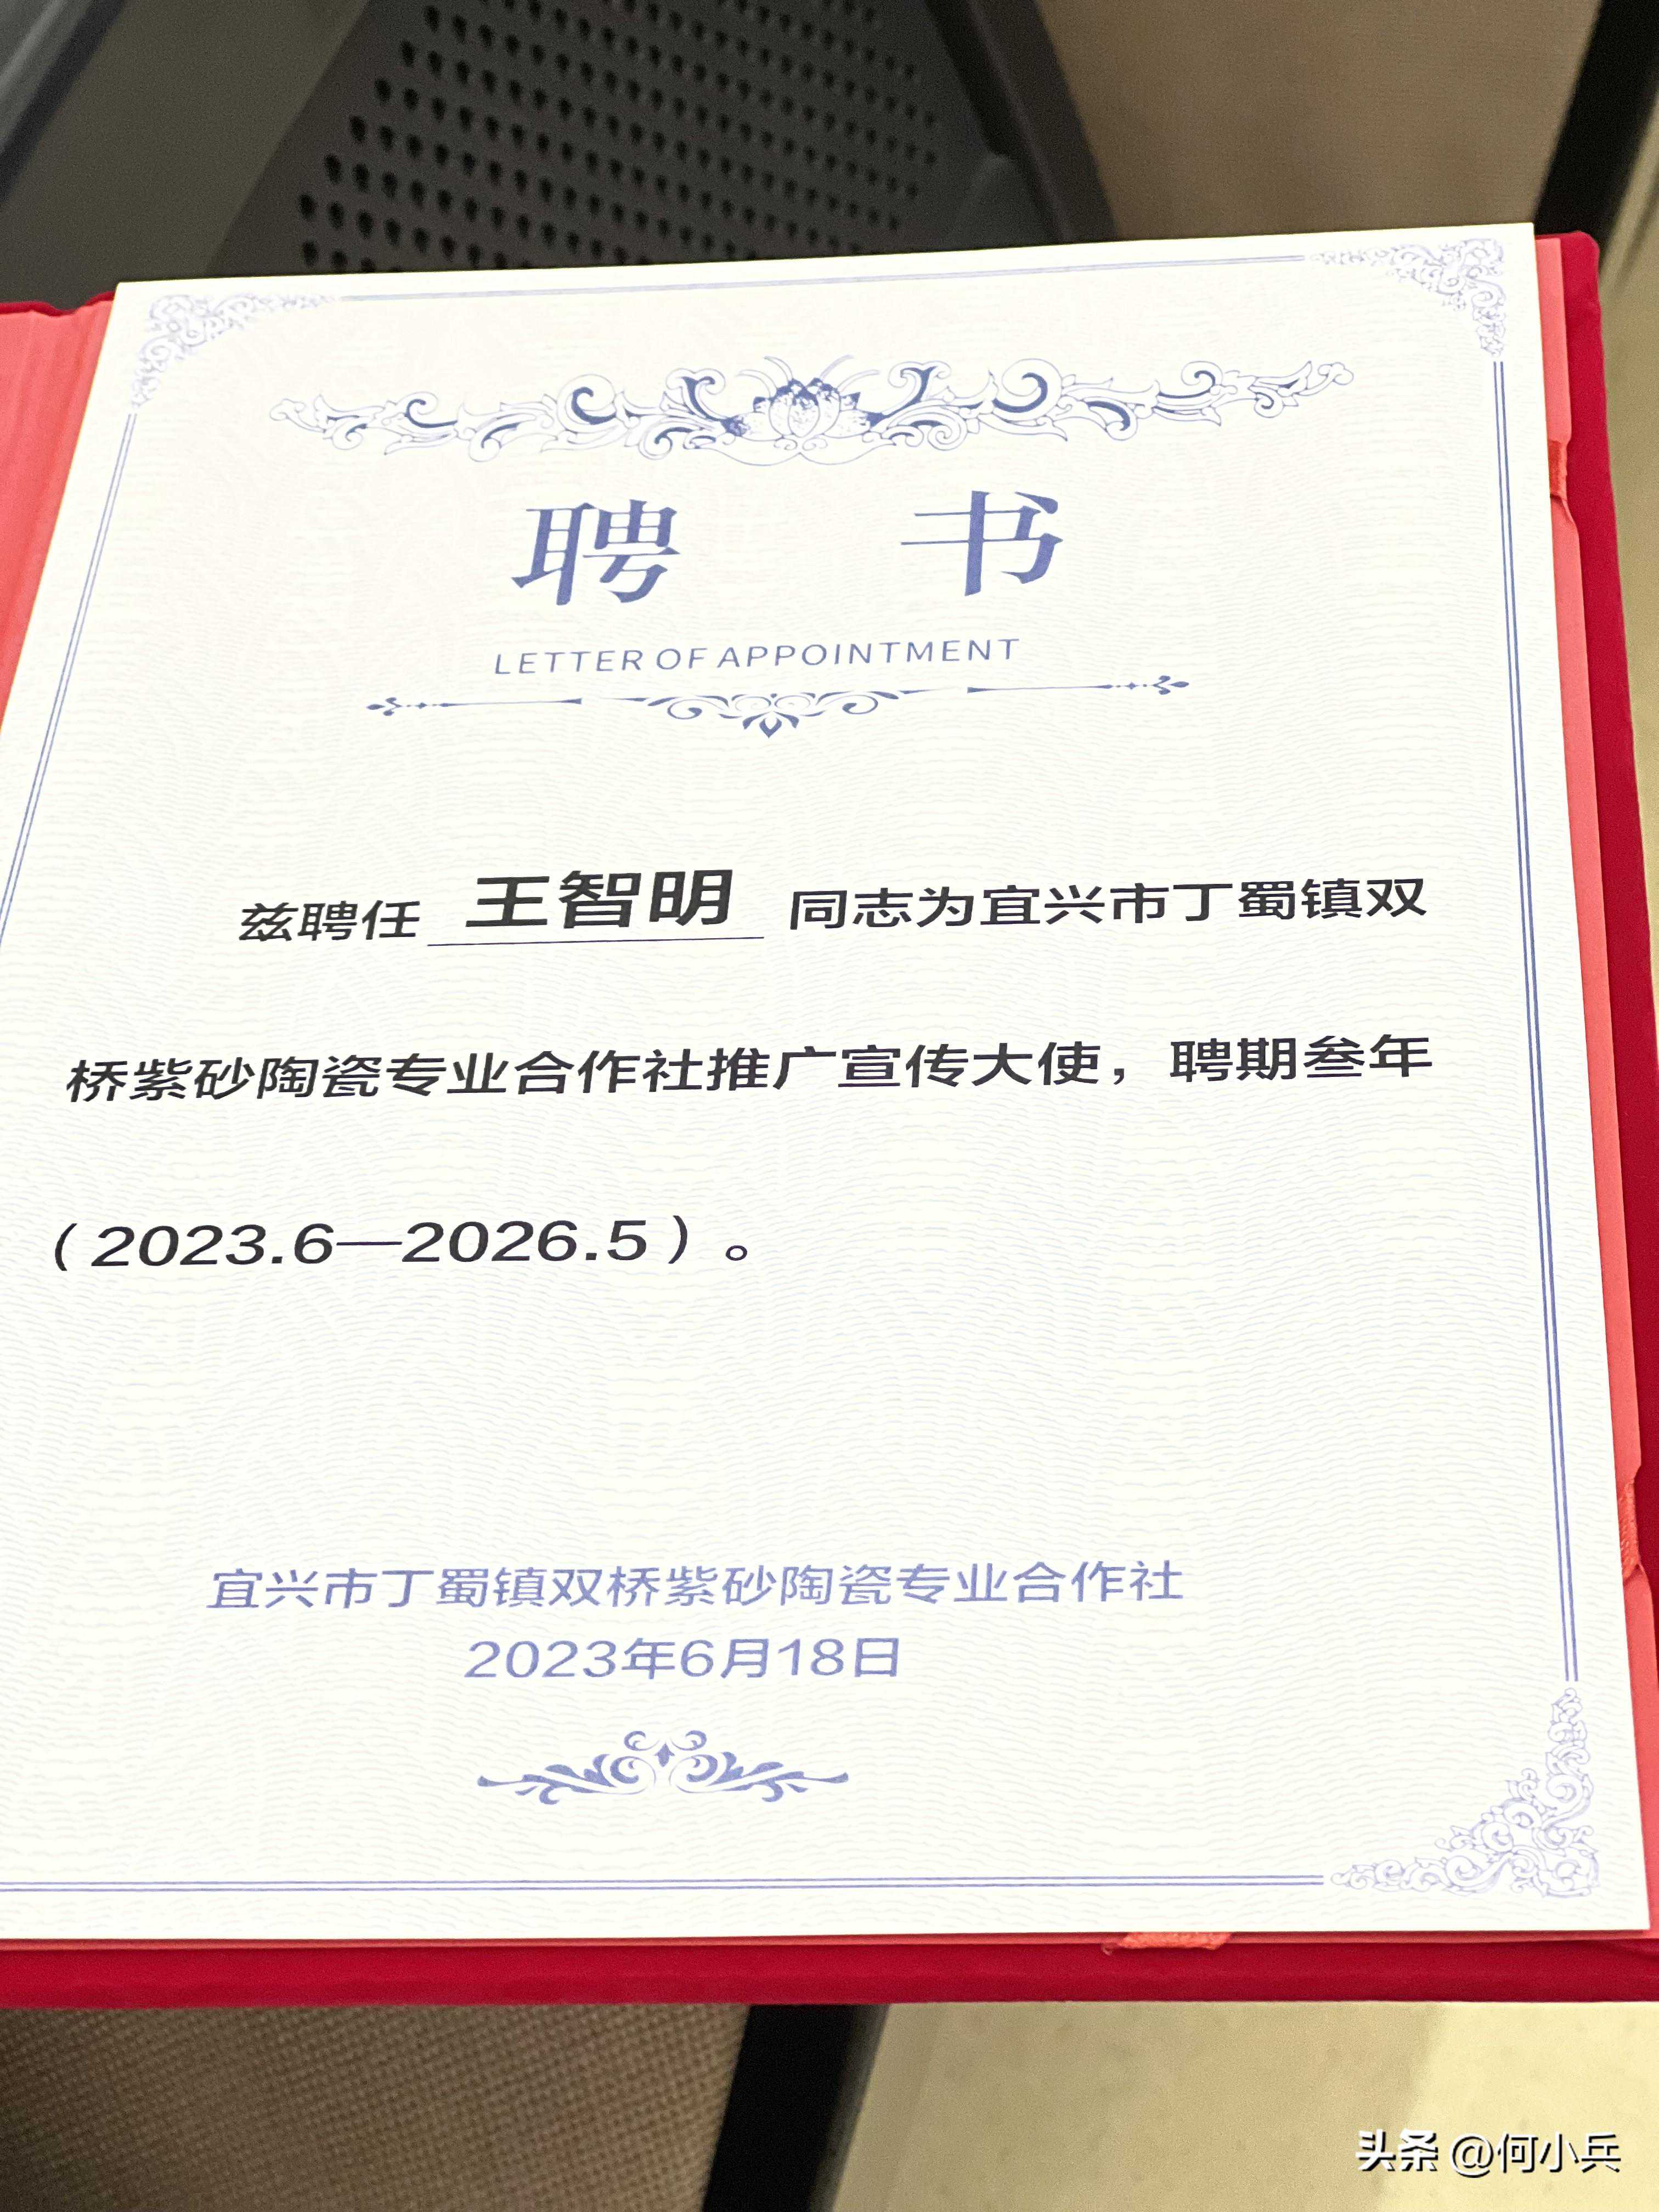 聘 书
LETTER OF APPOINTMENT
兹聘任 王智明 同志为宜兴市丁蜀镇双
桥紫砂陶瓷专业合作社推广宣传大使，聘期叁年
（2023.6—2026.5）。
宜兴市丁蜀镇双桥紫砂陶瓷专业合作社
2023年6月18日
头条 @何小兵